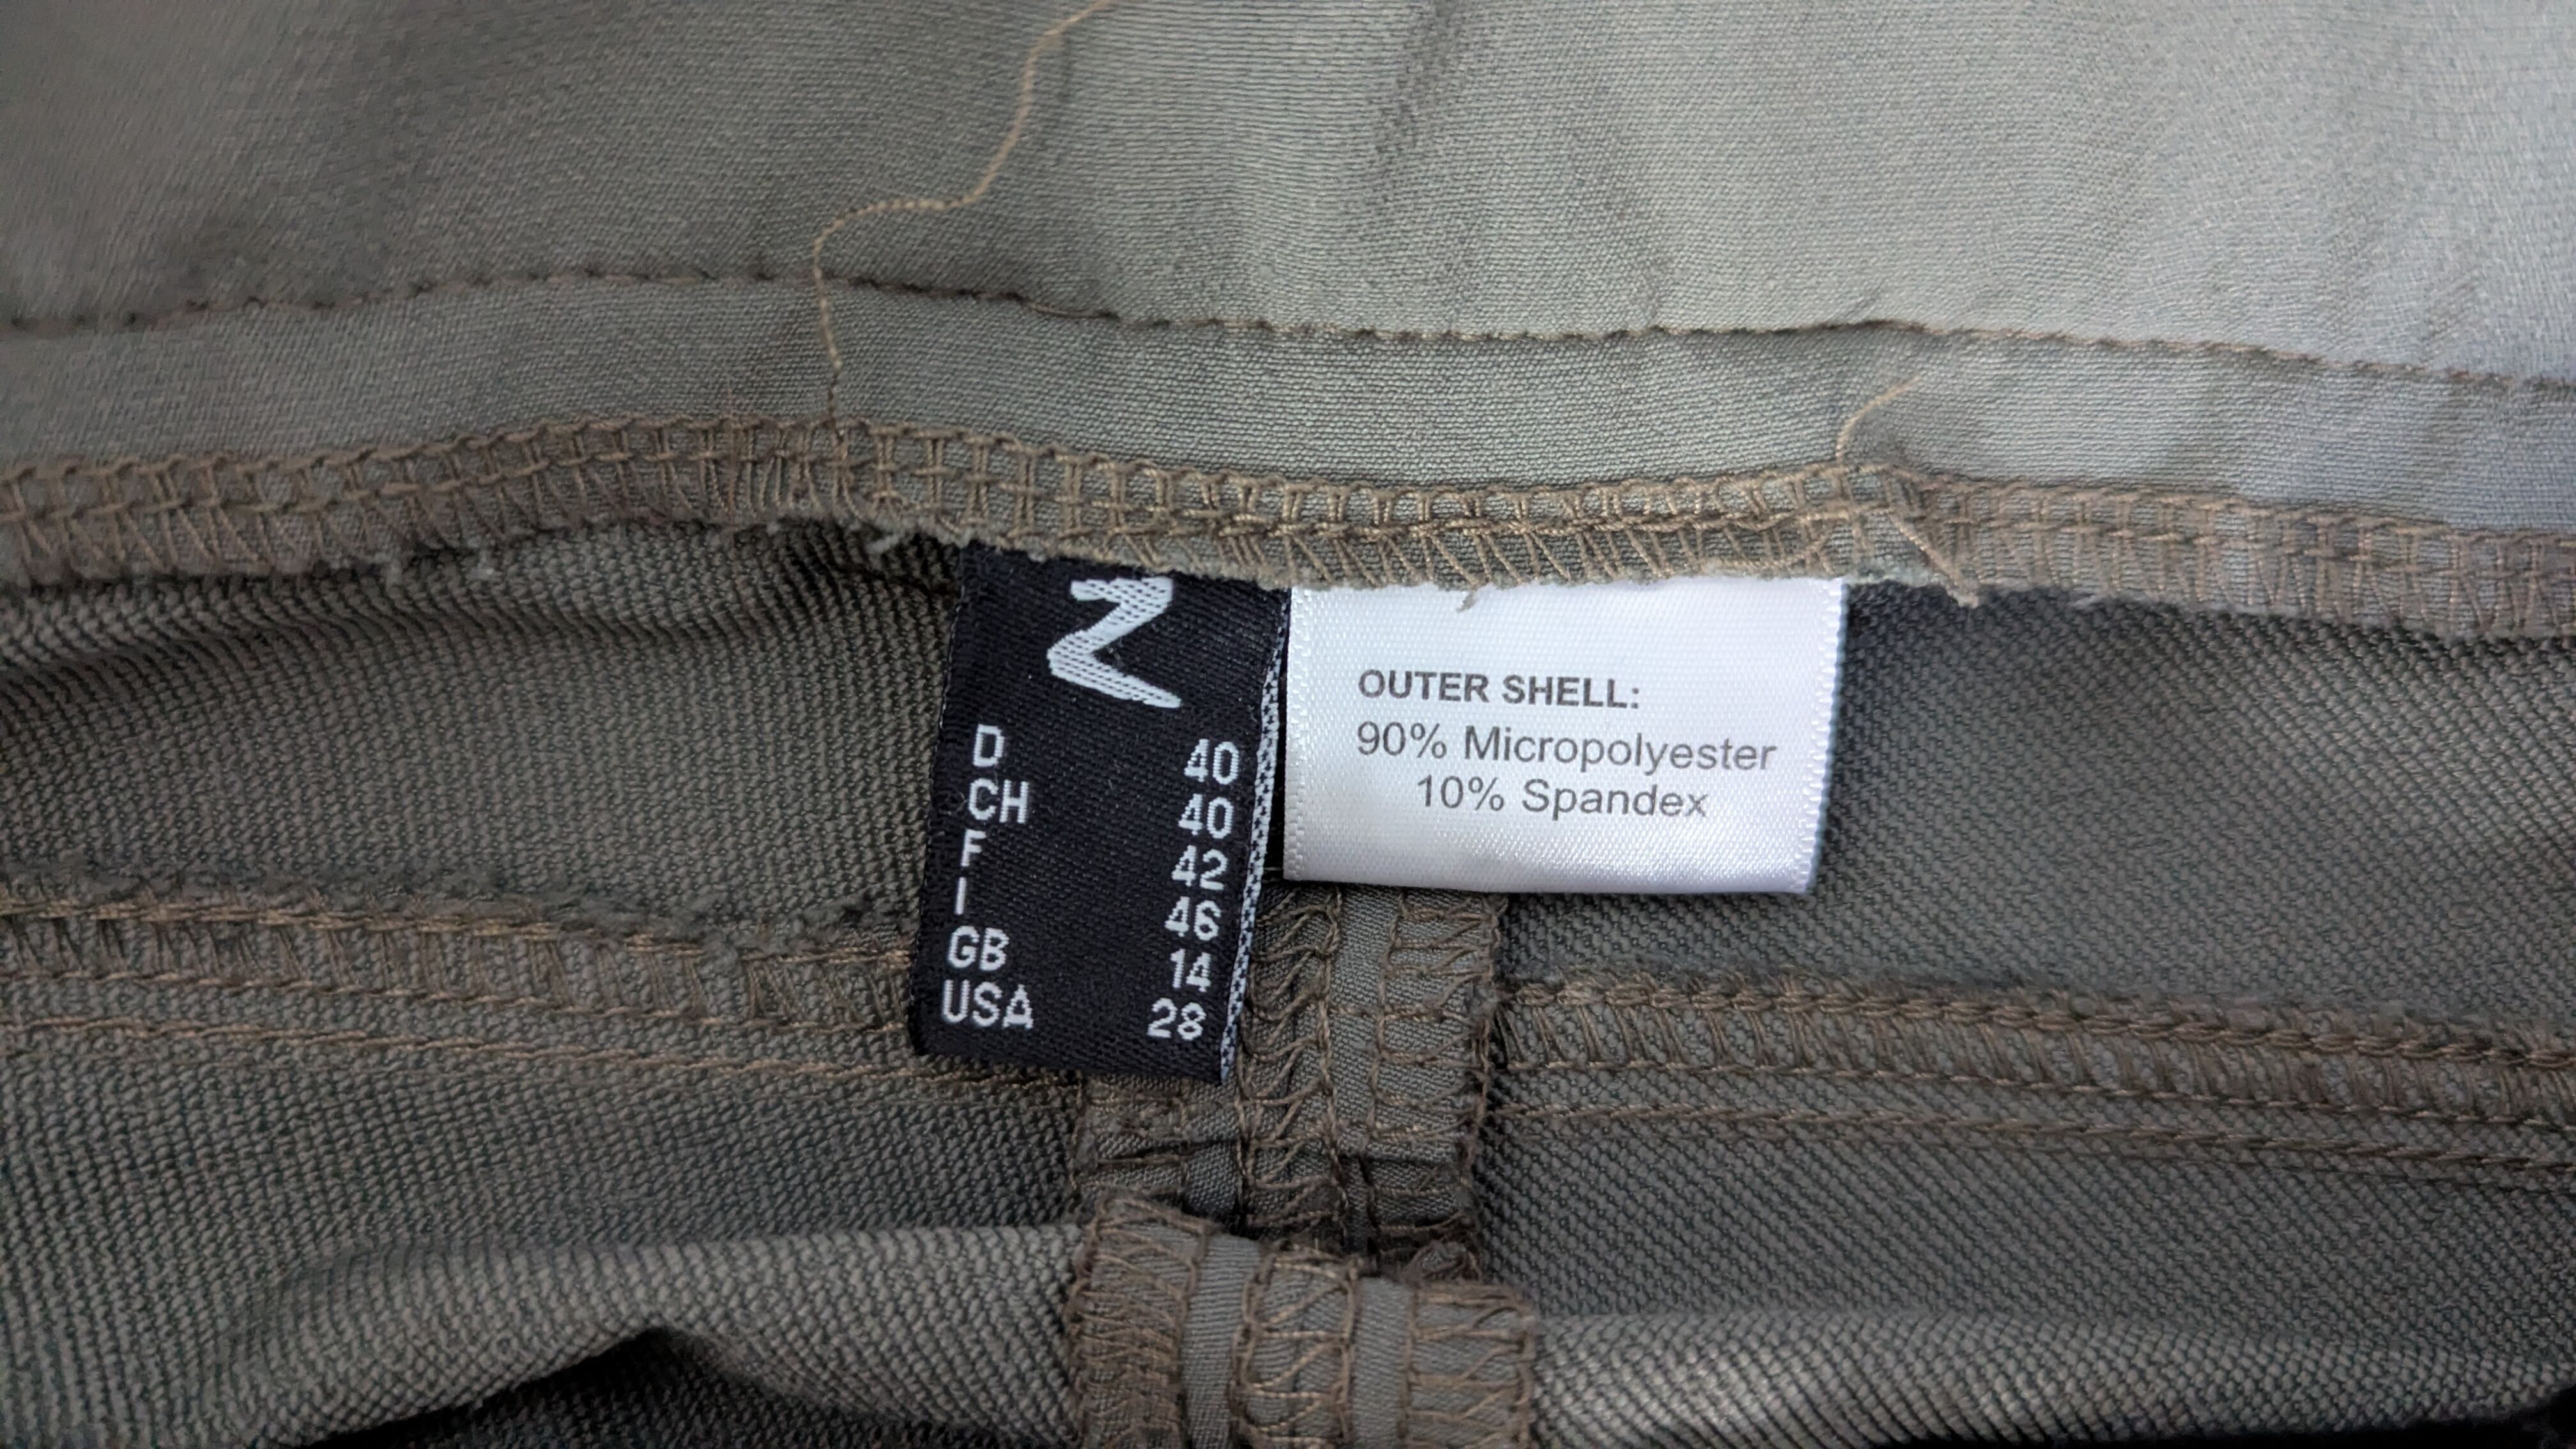 D 40
CH 40
F 42
I 46
GB 14
USA 28
OUTER SHELL:
90% Micropolyester
10% Spandex